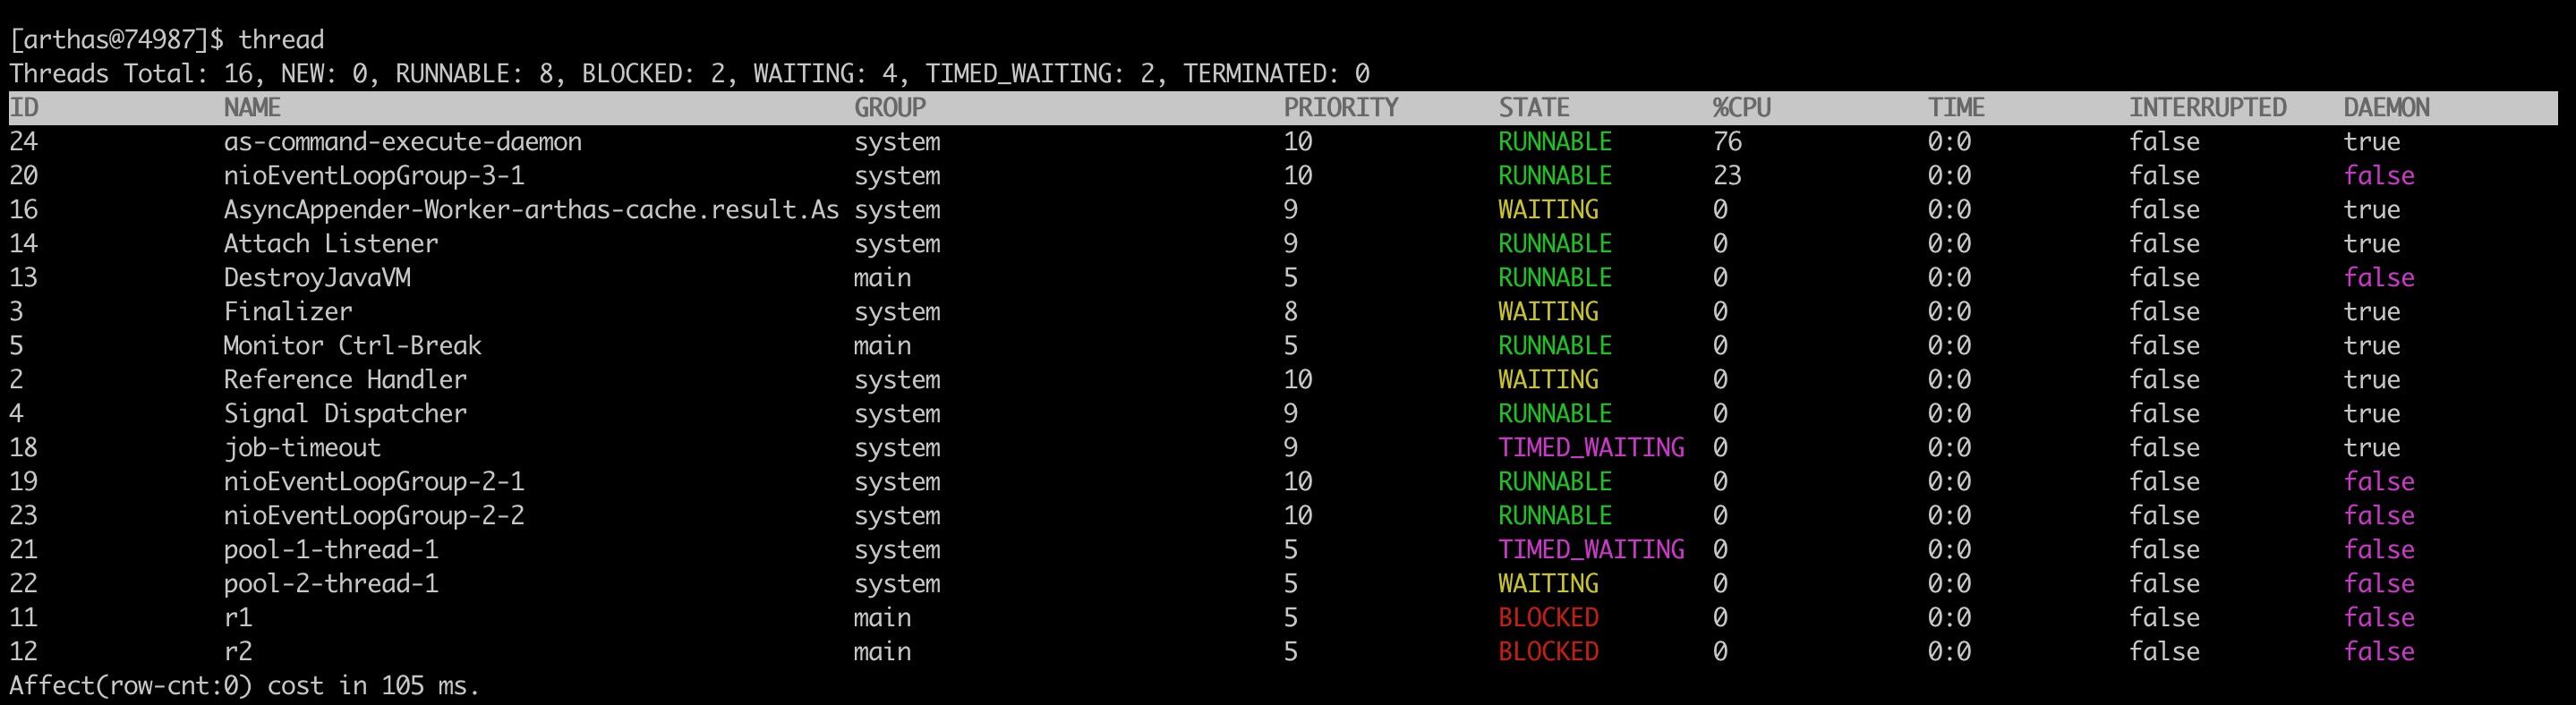 [arthas@74987]$ thread
Threads Total: 16, NEW: 0, RUNNABLE: 8, BLOCKED: 2, WAITING: 4, TIMED_WAITING: 2, TERMINATED: 0
ID NAME GROUP PRIORITY STATE %CPU TIME INTERRUPTED DAEMON
24 as-command-execute-daemon system 10 RUNNABLE 76 0:0 false true
20 nioEventLoopGroup-3-1 system 10 RUNNABLE 23 0:0 false false
16 AsyncAppender-Worker-arthas-cache.result.As system 9 WAITING 0 0:0 false true
14 Attach Listener system 9 RUNNABLE 0 0:0 false true
13 DestroyJavaVM main 5 RUNNABLE 0 0:0 false false
3 Finalizer system 8 WAITING 0 0:0 false true
5 Monitor Ctrl-Break main 5 RUNNABLE 0 0:0 false true
2 Reference Handler system 10 WAITING 0 0:0 false true
4 Signal Dispatcher system 9 RUNNABLE 0 0:0 false true
18 job-timeout system 9 TIMED_WAITING 0 0:0 false true
19 nioEventLoopGroup-2-1 system 10 RUNNABLE 0 0:0 false false
23 nioEventLoopGroup-2-2 system 10 RUNNABLE 0 0:0 false false
21 pool-1-thread-1 system 5 TIMED_WAITING 0 0:0 false false
22 pool-2-thread-1 system 5 WAITING 0 0:0 false false
11 r1 main 5 BLOCKED 0 0:0 false false
12 r2 main 5 BLOCKED 0 0:0 false false
Affect(row-cnt:0) cost in 105 ms.